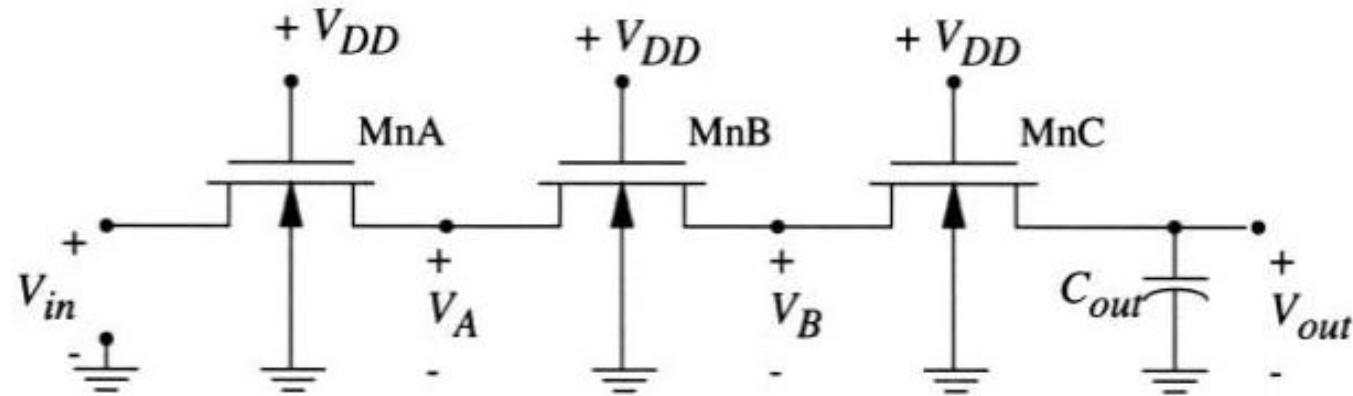 + VDD
+ VDD
+ VDD
MnA
MnB
MnC
+
Vin
-
+
VA
-
+
VB
-
Cout
+
Vout
-